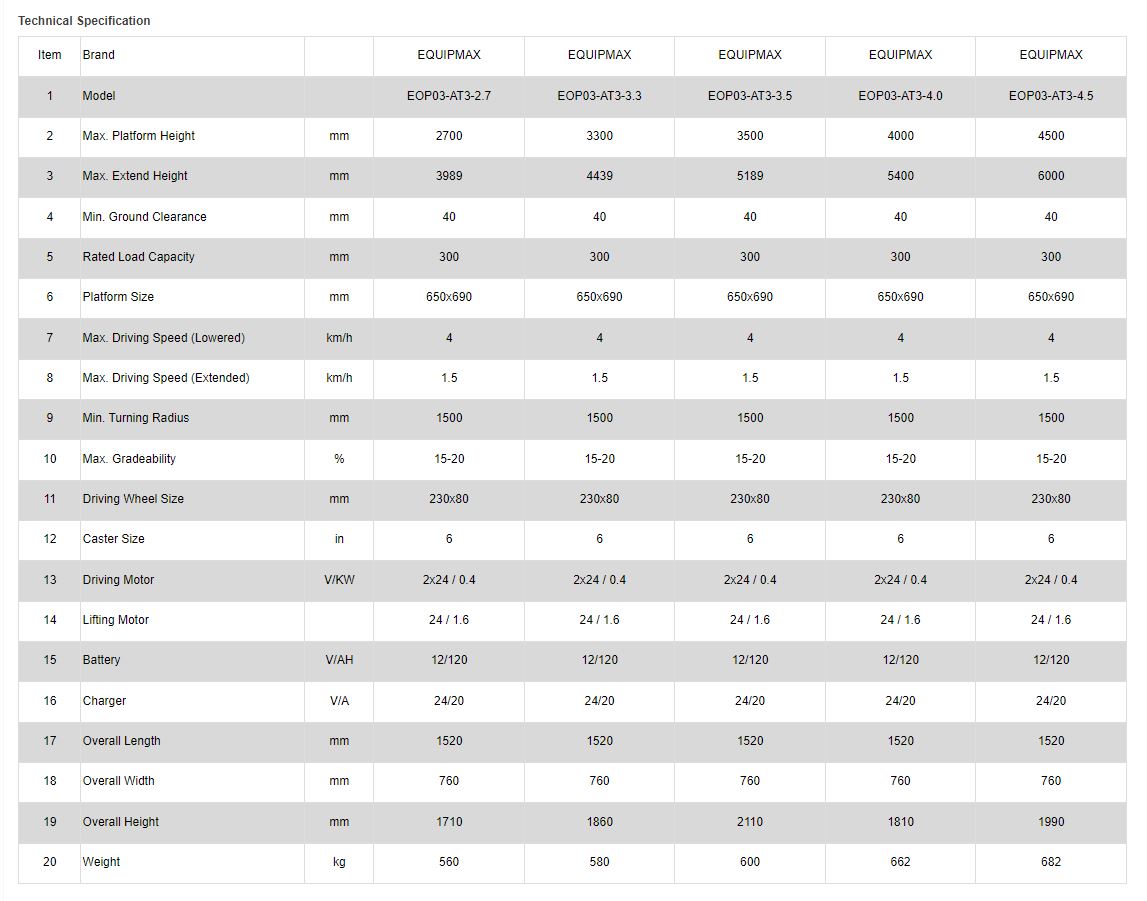 Technical Specification
Item Brand EQUIPMAX EQUIPMAX EQUIPMAX EQUIPMAX EQUIPMAX
1 Model EOP03-AT3-2.7 EOP03-AT3-3.3 EOP03-AT3-3.5 EOP03-AT3-4.0 EOP03-AT3-4.5
2 Max. Platform Height mm 2700 3300 3500 4000 4500
3 Max. Extend Height mm 3989 4439 5189 5400 6000
4 Min. Ground Clearance mm 40 40 40 40 40
5 Rated Load Capacity mm 300 300 300 300 300
6 Platform Size mm 650x690 650x690 650x690 650x690 650x690
7 Max. Driving Speed (Lowered) km/h 4 4 4 4 4
8 Max. Driving Speed (Extended) km/h 1.5 1.5 1.5 1.5 1.5
9 Min. Turning Radius mm 1500 1500 1500 1500 1500
10 Max. Gradeability % 15-20 15-20 15-20 15-20 15-20
11 Driving Wheel Size mm 230x80 230x80 230x80 230x80 230x80
12 Caster Size in 6 6 6 6 6
13 Driving Motor V/KW 2x24 / 0.4 2x24 / 0.4 2x24 / 0.4 2x24 / 0.4 2x24 / 0.4
14 Lifting Motor 24 / 1.6 24 / 1.6 24 / 1.6 24 / 1.6 24 / 1.6
15 Battery V/AH 12/120 12/120 12/120 12/120 12/120
16 Charger V/A 24/20 24/20 24/20 24/20 24/20
17 Overall Length mm 1520 1520 1520 1520 1520
18 Overall Width mm 760 760 760 760 760
19 Overall Height mm 1710 1860 2110 1810 1990
20 Weight kg 560 580 600 662 682